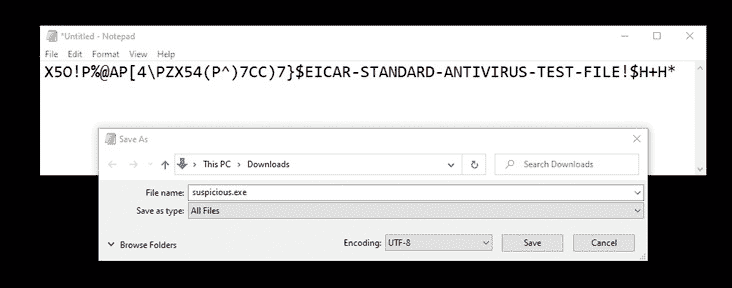 *Untitled - Notepad
File Edit Format View Help
X5O!P%@AP[4\PZX54(P^)7CC)7}$EICAR-STANDARD-ANTIVIRUS-TEST-FILE!$H+H*
Save As
This PC > Downloads
Search Downloads
File name: suspicious.exe
Save as type: All Files
Browse Folders
Encoding: UTF-8
Save
Cancel